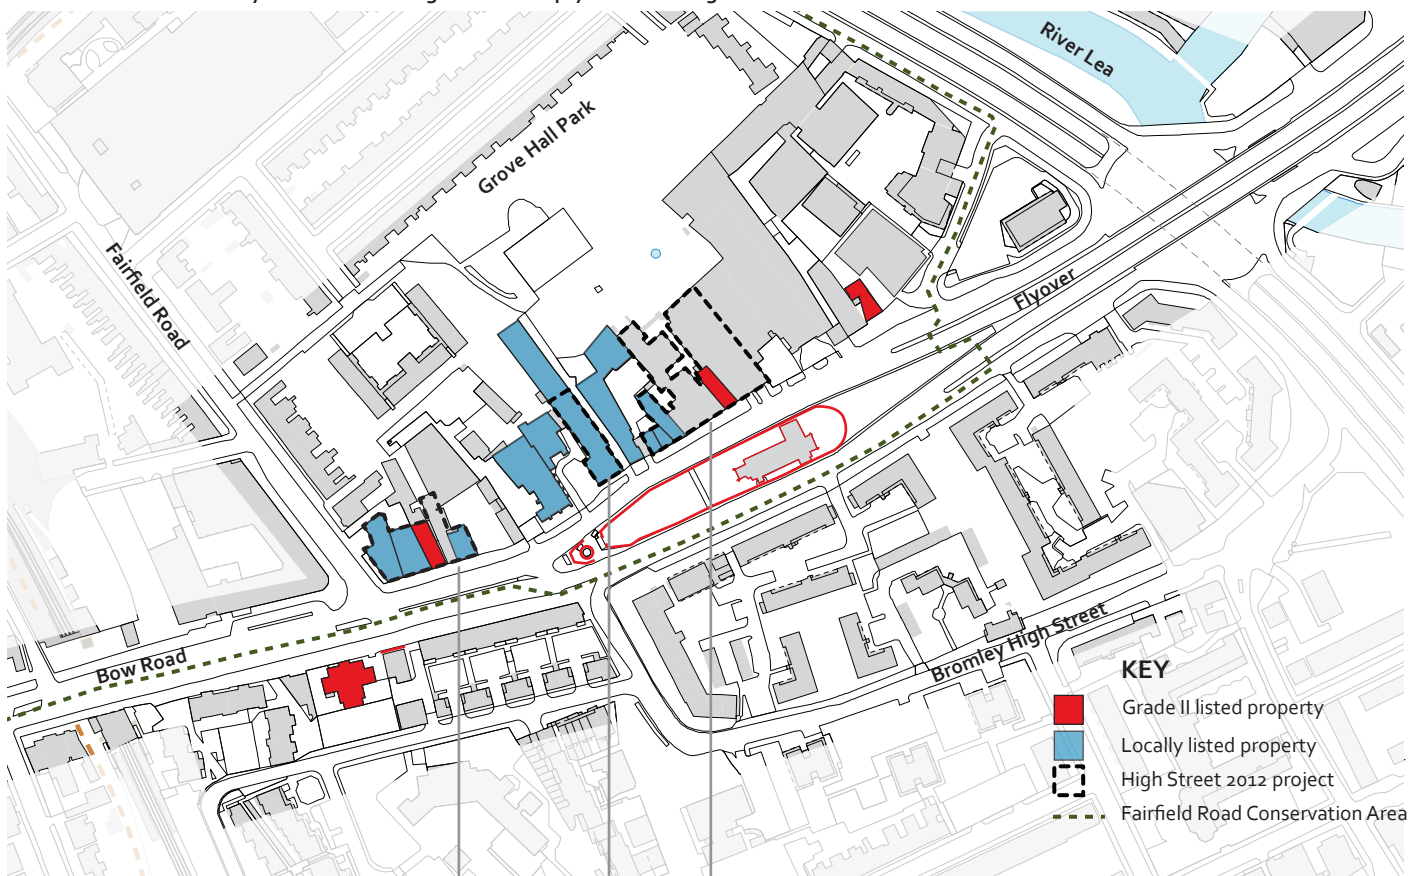 River Lea
Grove Hall Park
Fairfield Road
Flyover
Bow Road
Bromley High Street
KEY
Grade II listed property
Locally listed property
High Street 2012 project
Fairfield Road Conservation Area